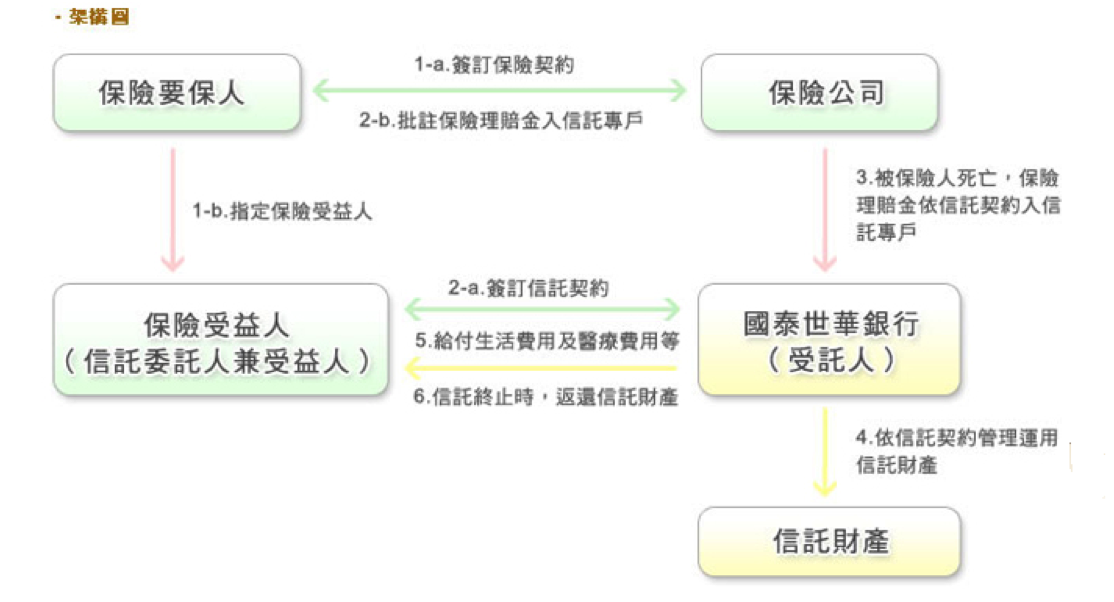 ・架構圖
1-a.簽訂保險契約
保險要保人
保險公司
2-b.批註保險理賠金入信託專戶
3.被保險人死亡，保險
理賠金依信託契約入信
託專戶
1-b.指定保險受益人
2-a.簽訂信託契約
保險受益人
（信託委託人兼受益人）
國泰世華銀行
（受託人）
5.給付生活費用及醫療費用等
6.信託終止時，返還信託財產
4.依信託契約管理運用
信託財產
信託財產